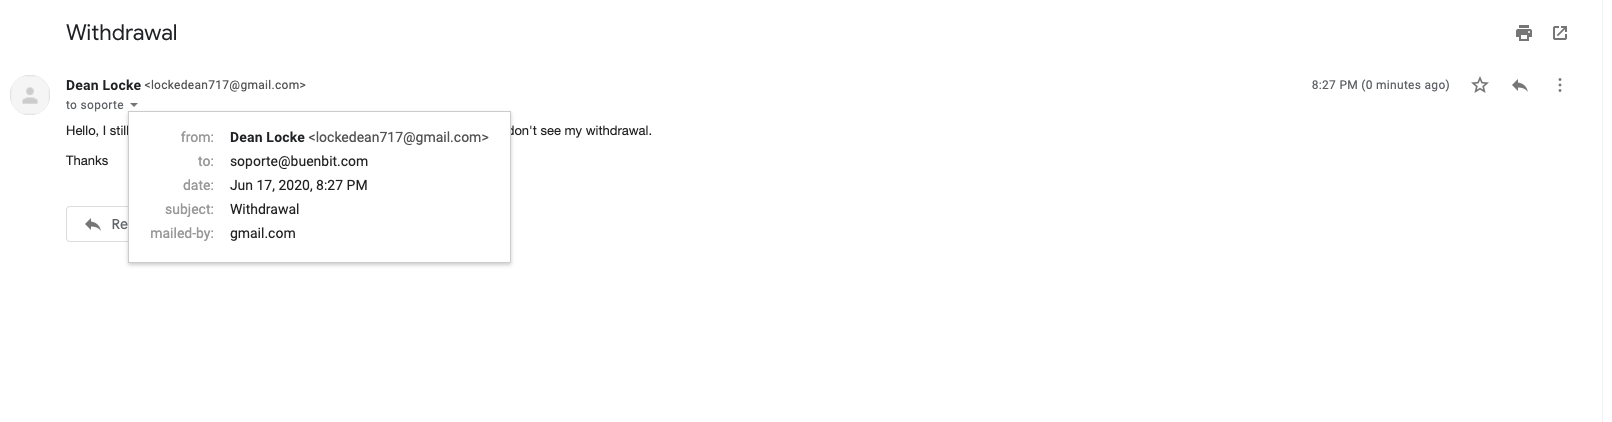 Withdrawal
Dean Locke <lockedean717@gmail.com>
8:27 PM (0 minutes ago)
to soporte
Hello, I still don't see my withdrawal.
Thanks
from: Dean Locke <lockedean717@gmail.com>
to: soporte@buenbit.com
date: Jun 17, 2020, 8:27 PM
subject: Withdrawal
mailed-by: gmail.com
Re